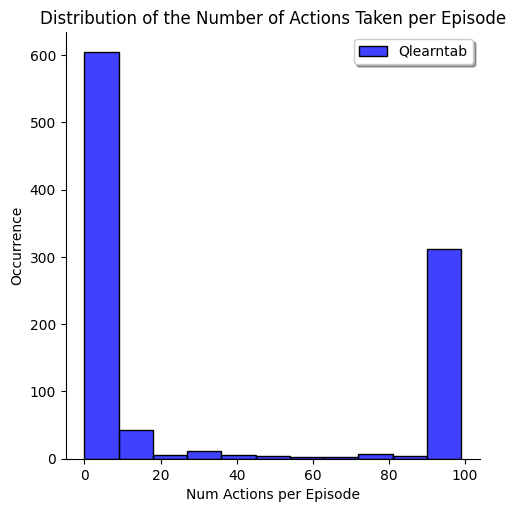 Distribution of the Number of Actions Taken per Episode
Qlearntab
600
500
400
300
200
100
0
Occurrence
0 20 40 60 80 100
Num Actions per Episode